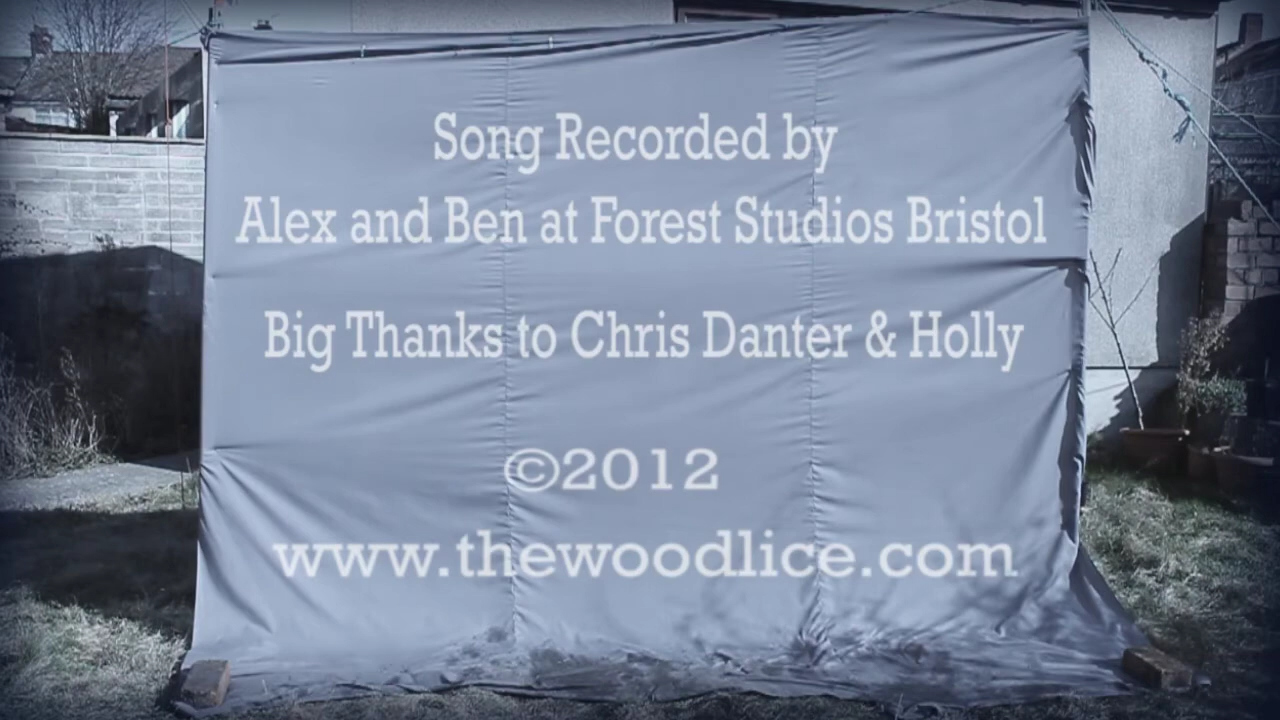 Song Recorded by
Alex and Ben at Forest Studios Bristol
Big Thanks to Chris Danter & Holly
©2012
www.thewoodlice.com